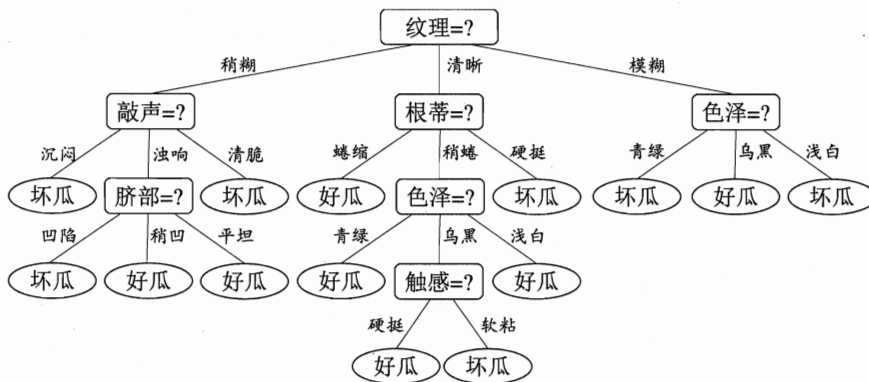 纹理=?
稍糊 清晰 模糊
敲声=? 根蒂=? 色泽=?
沉闷 浊响 清脆 蜷缩 稍蜷 硬挺 青绿 乌黑 浅白
坏瓜 脐部=? 坏瓜 好瓜 色泽=? 坏瓜 坏瓜 好瓜 坏瓜
凹陷 稍凹 平坦 青绿 乌黑 浅白
坏瓜 好瓜 好瓜 好瓜 触感=? 好瓜
硬挺 软粘
好瓜 坏瓜